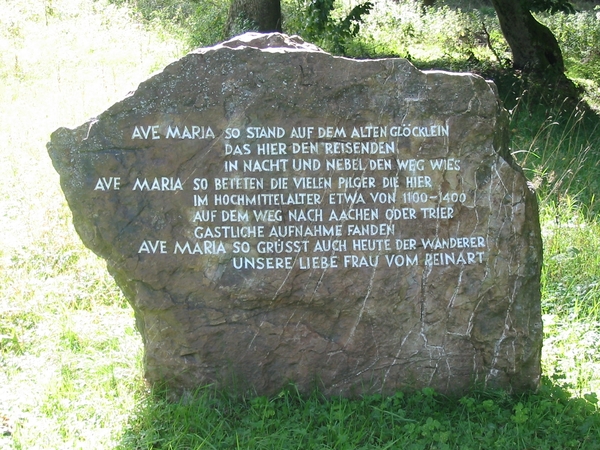 AVE MARIA SO STAND AUF DEM ALTEN GLÖCKLEIN
DAS HIER DEN REISENDEN
IN NACHT UND NEBEL DEN WEG WIES
AVE MARIA SO BETETEN DIE VIELEN PILGER DIE HIER
IM HOCHMITTELALTER ETWA VON 1100-1400
AUF DEM WEG NACH AACHEN ODER TRIER
GASTLICHE AUFNAHME FANDEN
AVE MARIA SO GRÜSST AUCH HEUTE DER WANDERER
UNSERE LIEBE FRAU VOM REINART